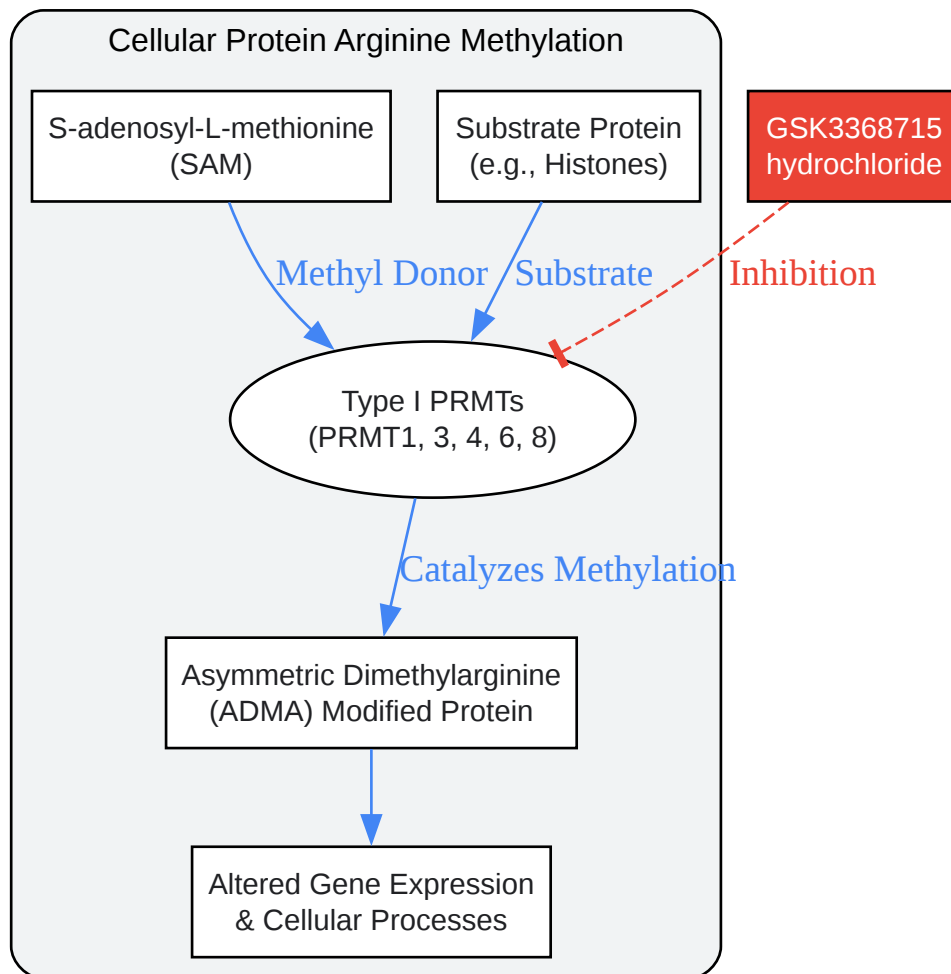 Cellular Protein Arginine Methylation
S-adenosyl-L-methionine
(SAM)
Substrate Protein
(e.g., Histones)
GSK3368715
hydrochloride
Methyl Donor
Substrate
Inhibition
Type I PRMTs
(PRMT1, 3, 4, 6, 8)
Catalyzes Methylation
Asymmetric Dimethylarginine
(ADMA) Modified Protein
Altered Gene Expression
& Cellular Processes